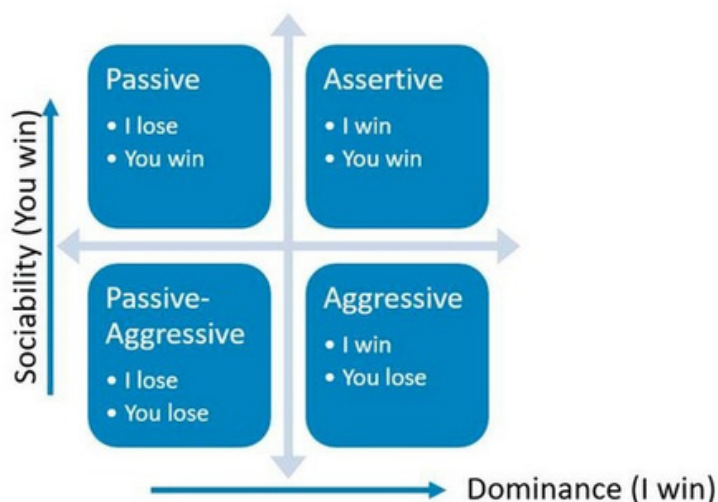 Sociability (You win)
Passive
• I lose
• You win
Assertive
• I win
• You win
Passive-
Aggressive
• I lose
• You lose
Aggressive
• I win
• You lose
Dominance (I win)